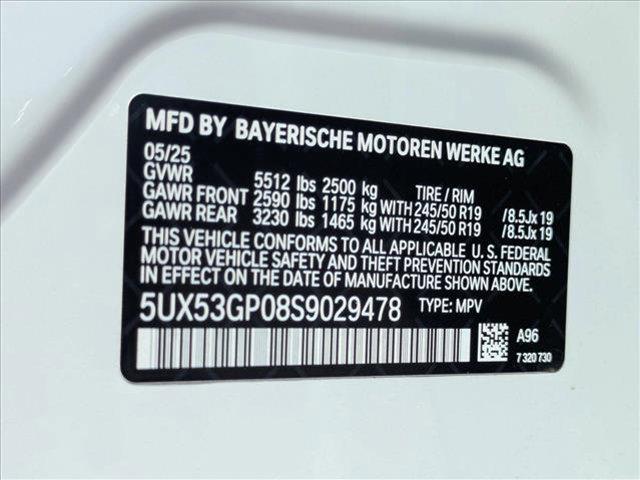 MFD BY BAYERISCHE MOTOREN WERKE AG
05/25
GVWR 5512 lbs 2500 kg TIRE / RIM
GAWR FRONT 2590 lbs 1175 kg WITH 245/50 R19 /8.5Jx19
GAWR REAR 3230 lbs 1465 kg WITH 245/50 R19 /8.5Jx19
THIS VEHICLE CONFORMS TO ALL APPLICABLE U. S. FEDERAL
MOTOR VEHICLE SAFETY, BUMPER, AND THEFT PREVENTION
STANDARDS IN EFFECT ON THE DATE OF MANUFACTURE SHOWN ABOVE.
5UX53GP08S9029478 TYPE: MPV
A96
7 320 730